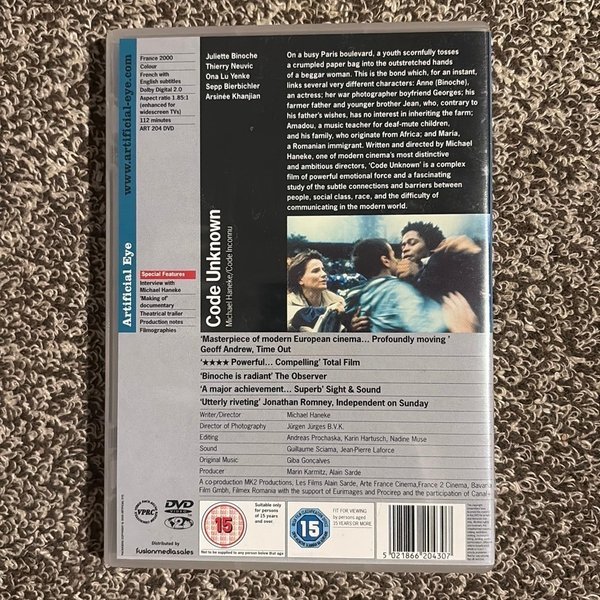 www.artificial-eye.com
Artificial Eye
France 2000
Colour
French with
English subtitles
Dolby Digital 2.0
Aspect ratio 1.85:1
(enhanced for
widescreen TVs)
112 minutes
ART 204 DVD
Special Features
Interview with
Michael Haneke
'Making of'
documentary
Theatrical trailer
Production notes
Filmographies
Juliette Binoche
Thierry Neuvic
Ona Lu Yenke
Sepp Bierbichler
Arsinée Khanjian
Code Unknown
Michael Haneke/Code Inconnu
On a busy Paris boulevard, a youth scornfully tosses
a crumpled paper bag into the outstretched hands
of a beggar woman. This is the bond which, for an instant,
links several very different characters: Anne (Binoche),
an actress; her war photographer boyfriend Georges; his
farmer father and younger brother Jean, who, contrary to
his father's wishes, has no interest in inheriting the farm;
Amadou, a music teacher for deaf-mute children,
and his family, who originate from Africa; and Maria,
a Romanian immigrant. Written and directed by Michael
Haneke, one of modern cinema's most distinctive
and ambitious directors, 'Code Unknown' is a complex
film of powerful emotional force and a fascinating
study of the subtle connections and barriers between
people, social class, race, and the difficulty of
communicating in the modern world.
'Masterpiece of modern European cinema... Profoundly moving '
Geoff Andrew, Time Out
'★★★★ Powerful... Compelling' Total Film
'Binoche is radiant' The Observer
'A major achievement... Superb' Sight & Sound
'Utterly riveting' Jonathan Romney, Independent on Sunday
Writer/Director Michael Haneke
Director of Photography Jürgen Jürges B.V.K.
Editing Andreas Prochaska, Karin Hartusch, Nadine Muse
Sound Guillaume Sciama, Jean-Pierre Laforce
Original Music Giba Goncalves
Producer Marin Karmitz, Alain Sarde
A co-production MK2 Productions, Les Films Alain Sarde, Arte France Cinema,France 2 Cinema, Bavaria
Film Gmbh, Filmex Romania with the support of Eurimages and Procirep and the participation of Canal+
VPRC
DVD
VIDEO
2
Distributed by
fusionmediasales
15
Suitable only
for persons
of 15 years
and over.
Not to be supplied to any person below that age
15
FIT FOR VIEWING
by persons aged
15 YEARS OR MORE
5 021866 204307